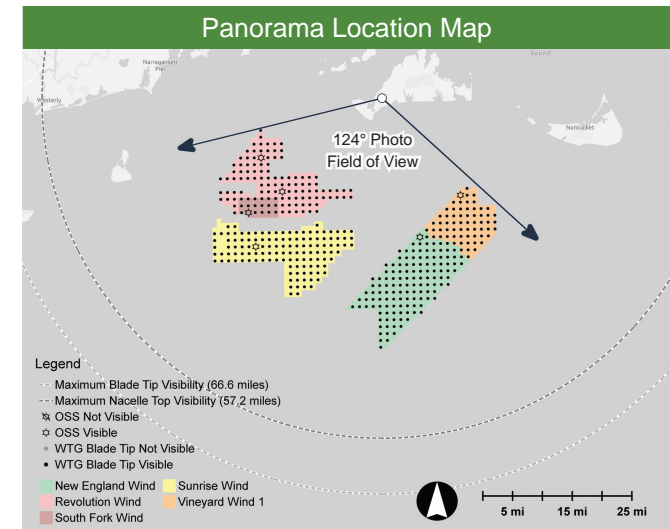 Panorama Location Map
Sound
Narragansett
Pier
Westerly
Nantucket
124° Photo
Field of View
Legend
Maximum Blade Tip Visibility (66.6 miles)
Maximum Nacelle Top Visibility (57.2 miles)
OSS Not Visible
OSS Visible
WTG Blade Tip Not Visible
WTG Blade Tip Visible
New England Wind Sunrise Wind
Revolution Wind Vineyard Wind 1
South Fork Wind
5 mi 15 mi 25 mi